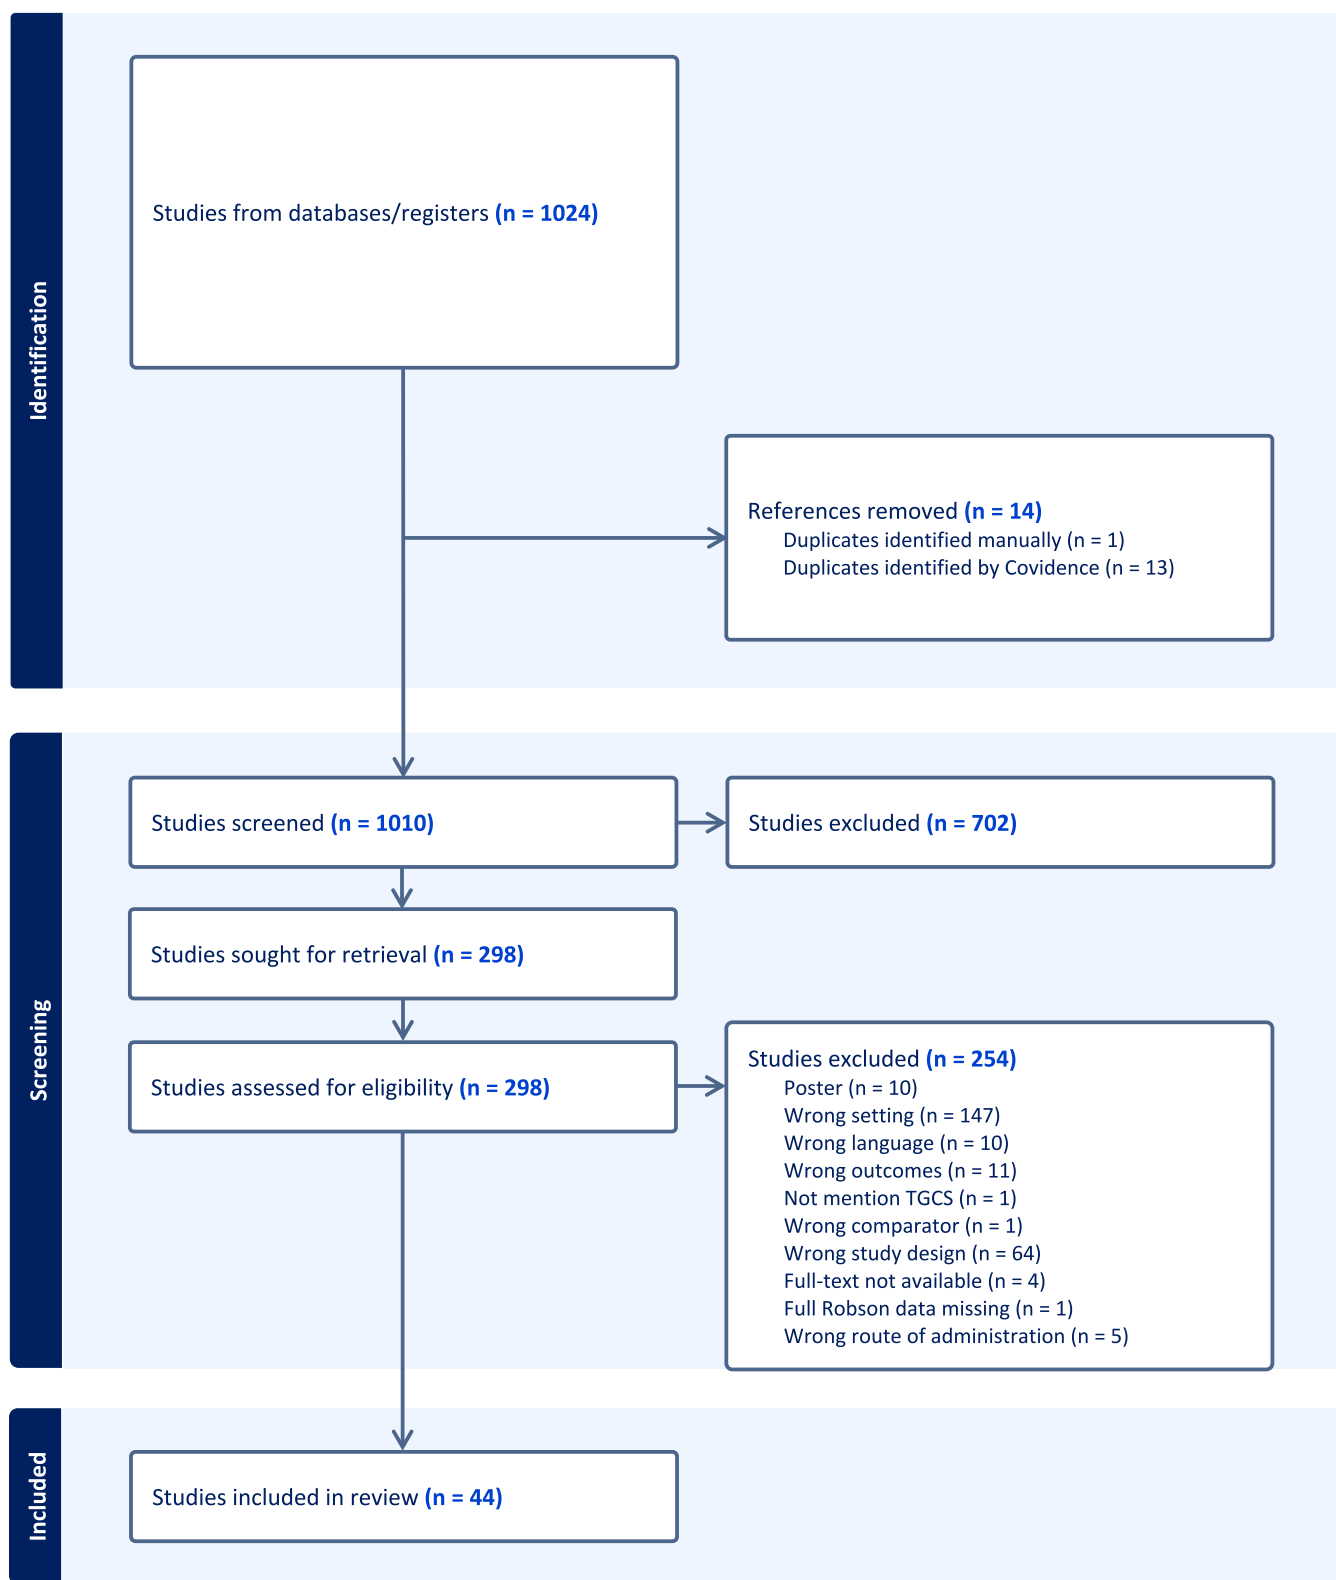 Identification
Studies from databases/registers (n = 1024)
References removed (n = 14)
Duplicates identified manually (n = 1)
Duplicates identified by Covidence (n = 13)
Screening
Studies screened (n = 1010)
Studies excluded (n = 702)
Studies sought for retrieval (n = 298)
Studies assessed for eligibility (n = 298)
Studies excluded (n = 254)
Poster (n = 10)
Wrong setting (n = 147)
Wrong language (n = 10)
Wrong outcomes (n = 11)
Not mention TGCS (n = 1)
Wrong comparator (n = 1)
Wrong study design (n = 64)
Full-text not available (n = 4)
Full Robson data missing (n = 1)
Wrong route of administration (n = 5)
Included
Studies included in review (n = 44)